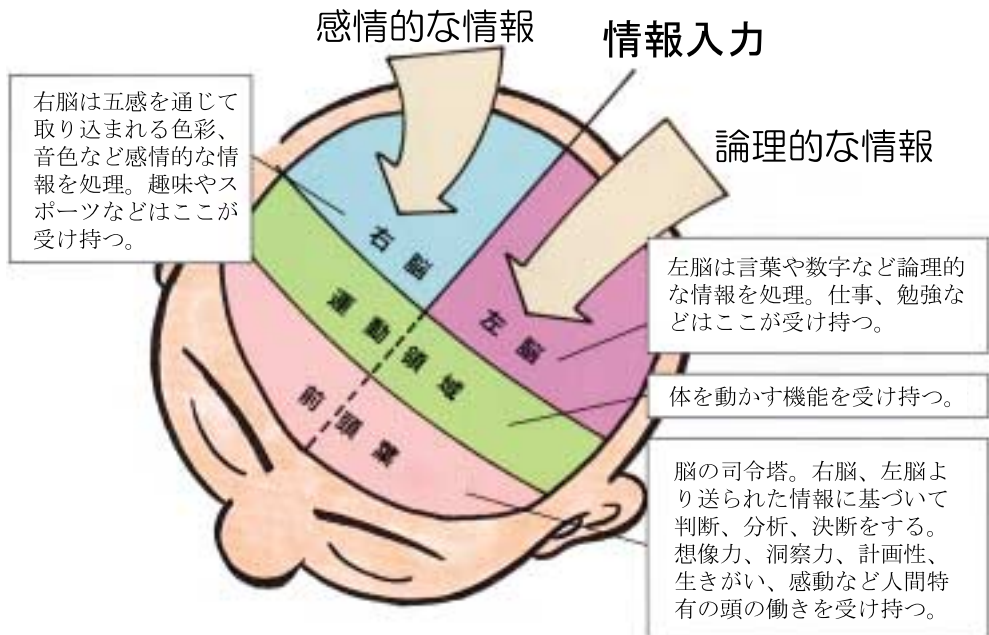 感情的な情報
情報入力
論理的な情報
右脳は五感を通じて
取り込まれる色彩、
音色など感情的な情
報を処理。趣味やス
ポーツなどはここが
受け持つ。
右脳
左脳
運動領域
前頭葉
左脳は言葉や数字など論理的
な情報を処理。仕事、勉強な
どはここが受け持つ。
体を動かす機能を受け持つ。
脳の司令塔。右脳、左脳よ
り送られた情報に基づいて
判断、分析、決断をする。
想像力、洞察力、計画性、
生きがい、感動など人間特
有の頭の働きを受け持つ。